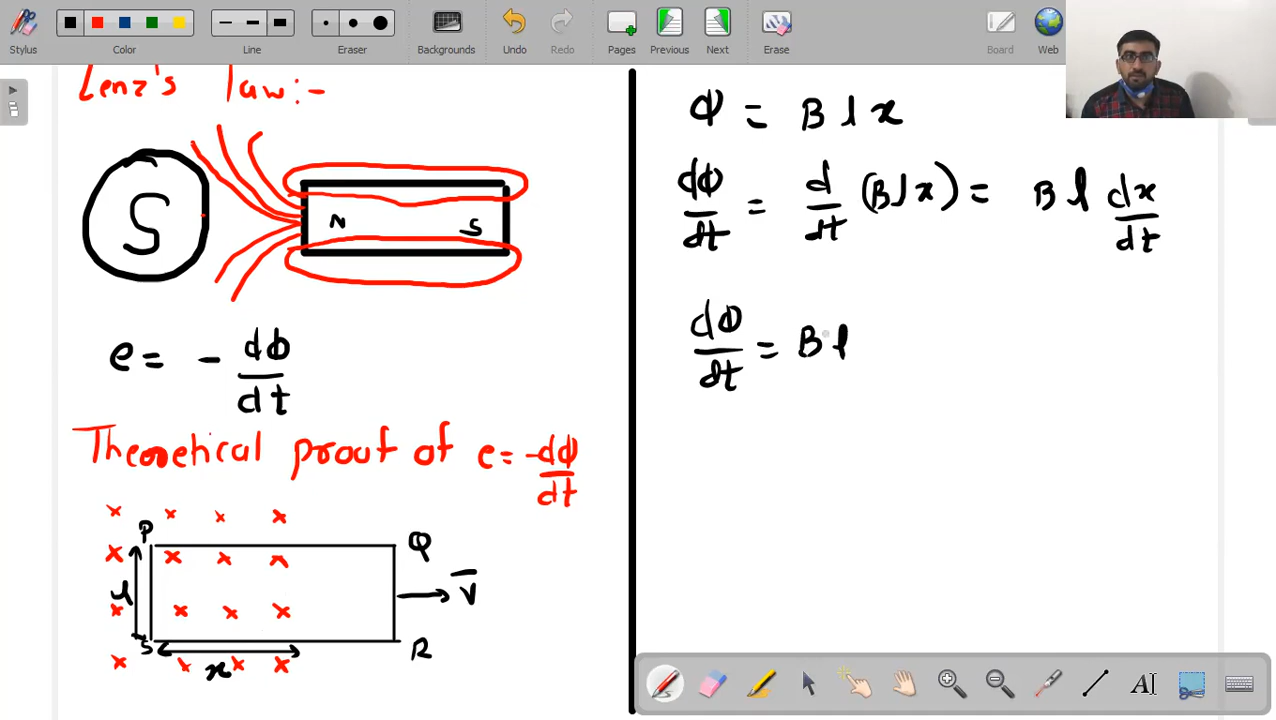 Stylus
Color
Line
Eraser
Backgrounds
Undo
Redo
Pages
Previous
Next
Erase
Board
Web
Lenz's law:-
S
N S
e = - dΦ/dt
Theoretical proof of e = -dΦ/dt
x x x x
P Q
x x x x
l V
x x x x
S R
x x x x
x
Φ = B l x
dΦ/dt = d/dt (B l x) = B l dx/dt
dΦ/dt = B l
A